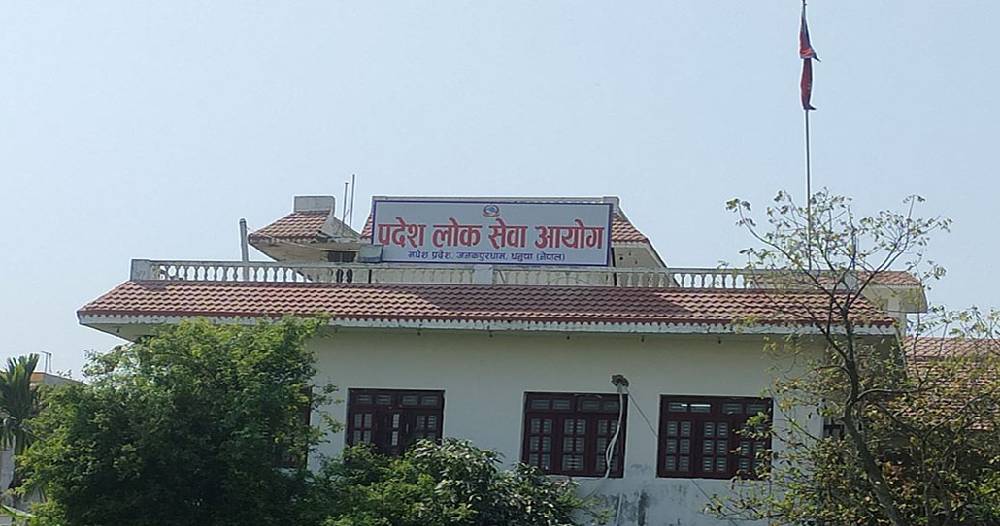 प्रदेश लोक सेवा आयोग
मधेश प्रदेश, जनकपुरधाम, धनुषा (नेपाल)